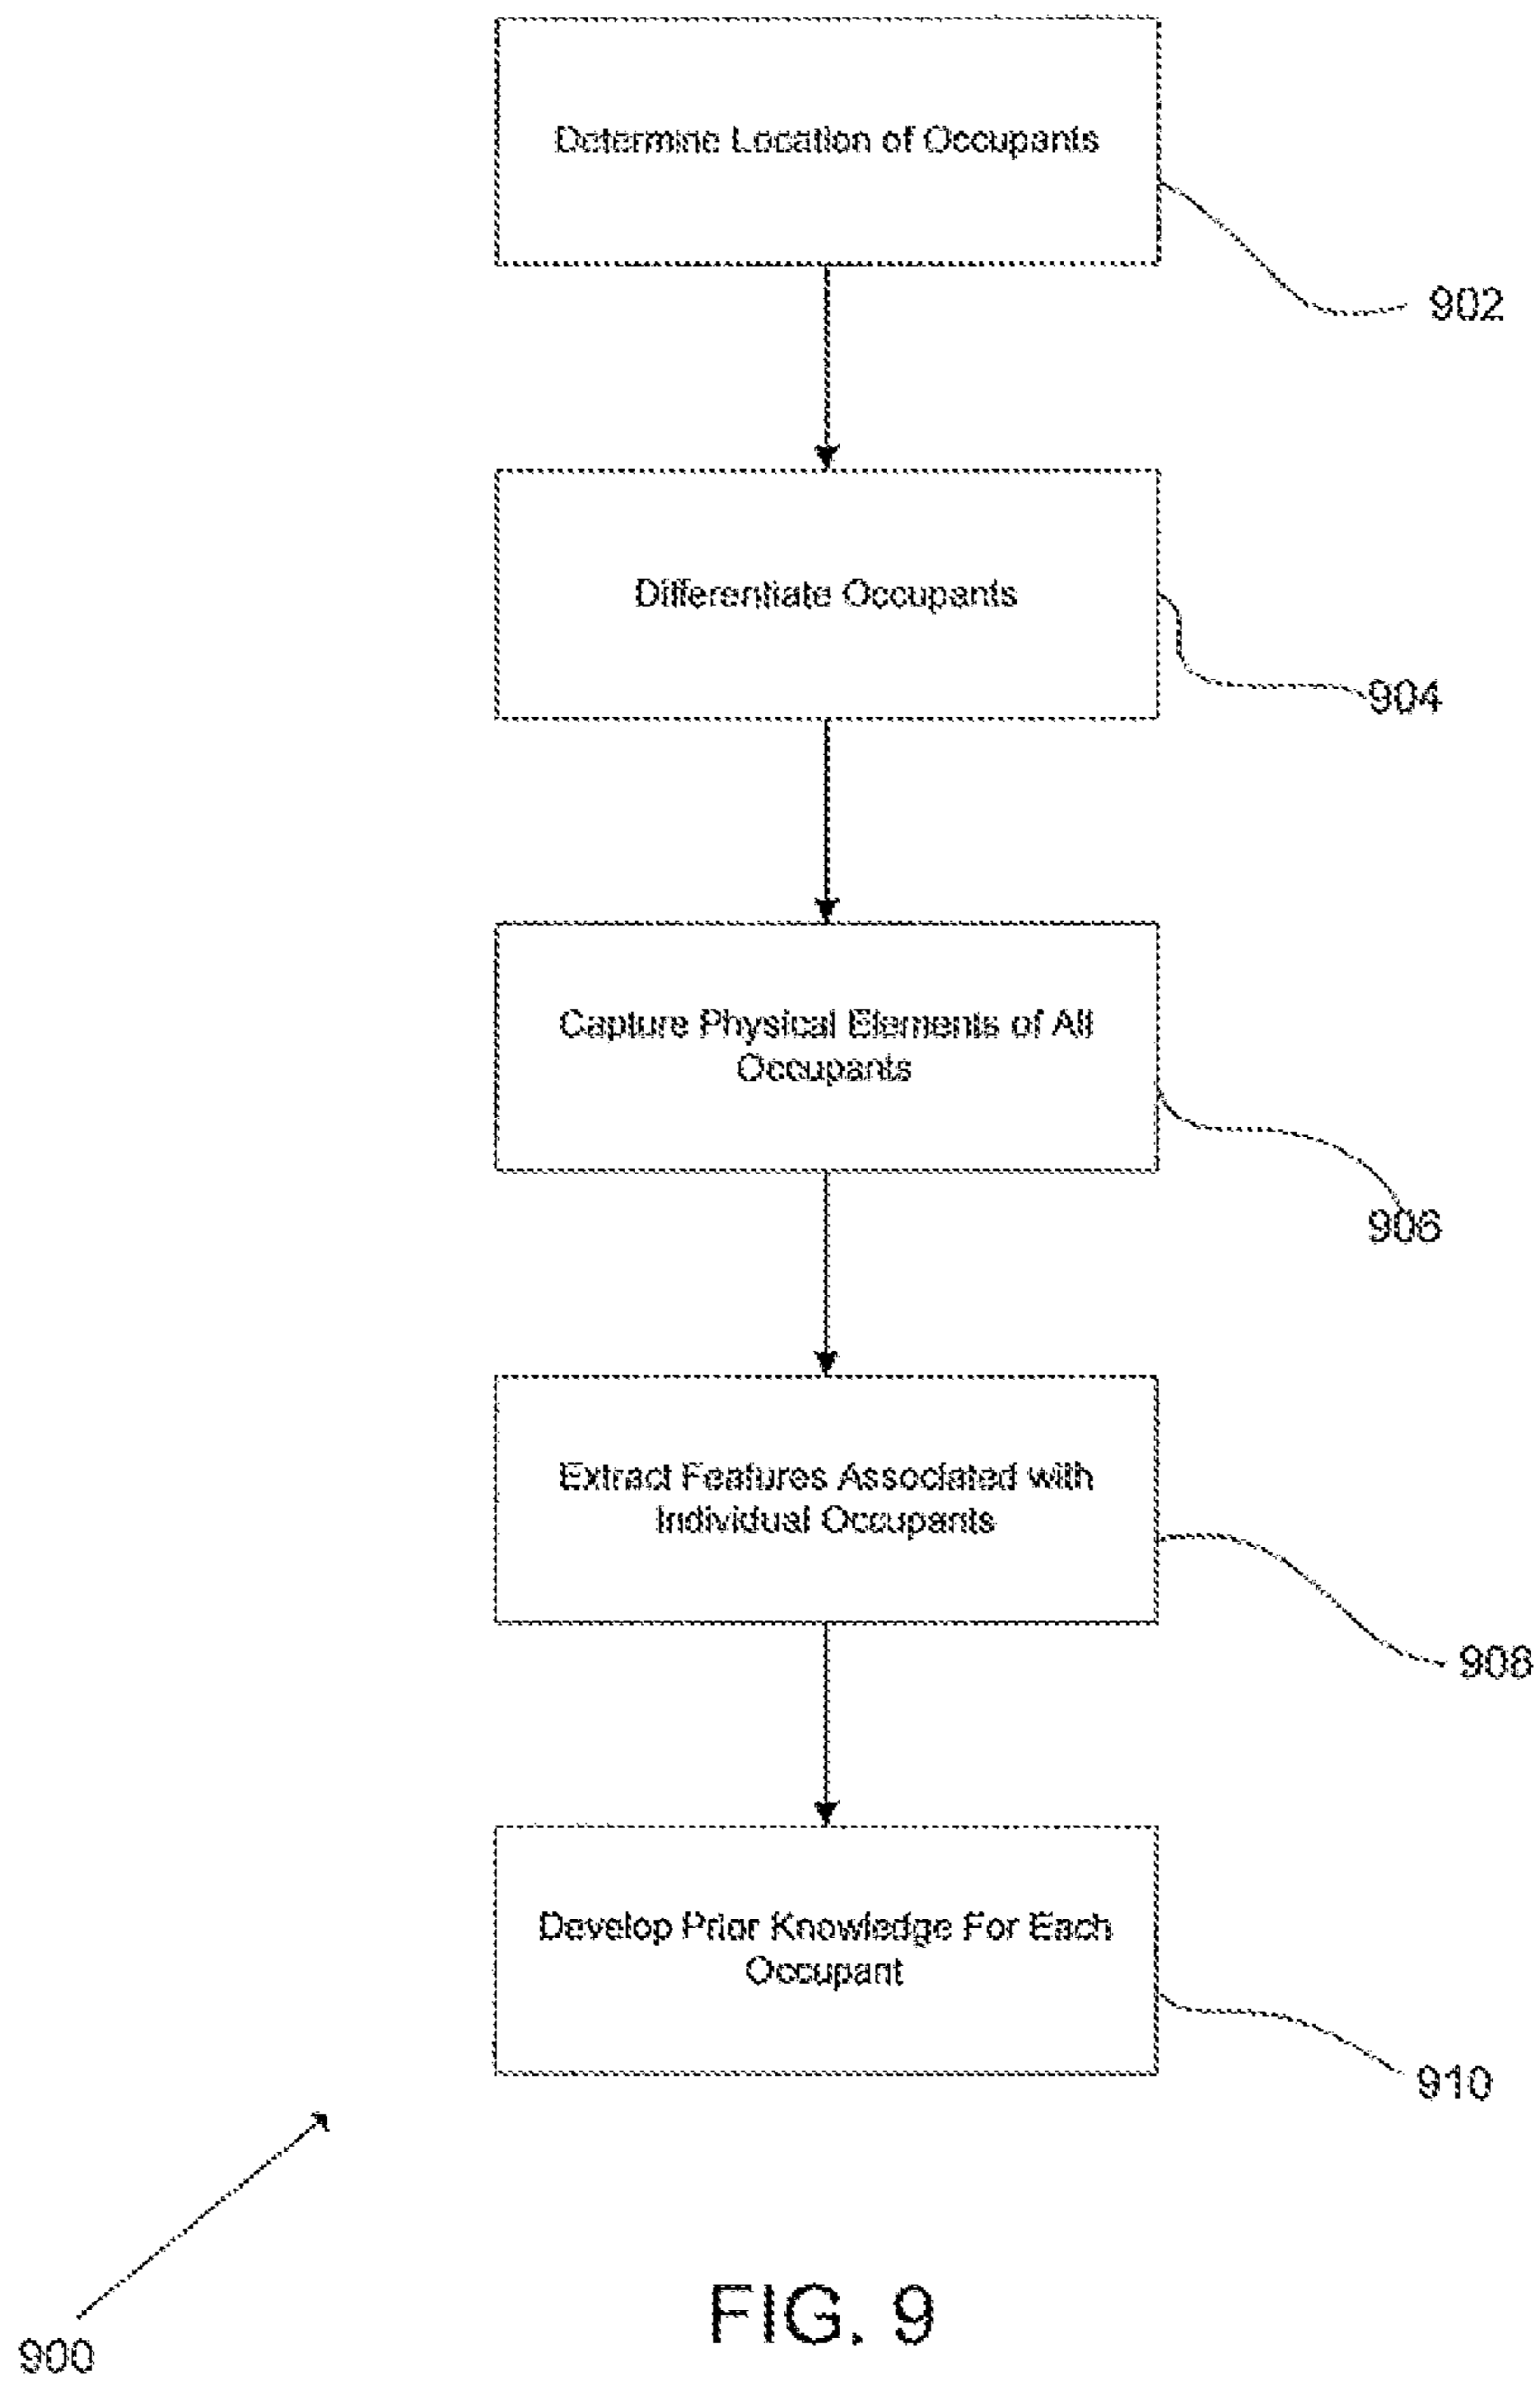 Determine Location of Occupants
902
Differentiate Occupants
904
Capture Physical Elements of All
Occupants
906
Extract Features Associated with
Individual Occupants
908
Develop Prior Knowledge For Each
Occupant
910
900
FIG. 9